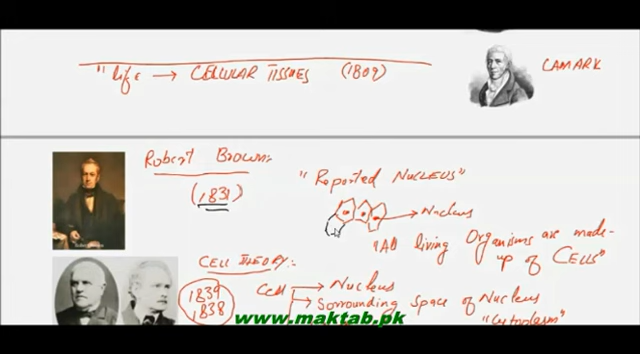 "life → CELLULAR TISSUES (1809)
LAMARK
Robert Brown:
(1831)
"Reported NUCLEUS"
→ Nucleus
"All living Organisms are made-
up of CELLS"
CELL THEORY:-
1839
1838
Cell → Nucleus
→ Sorrounding Space of Nucleus
"Cytoplasm"
www.maktab.pk